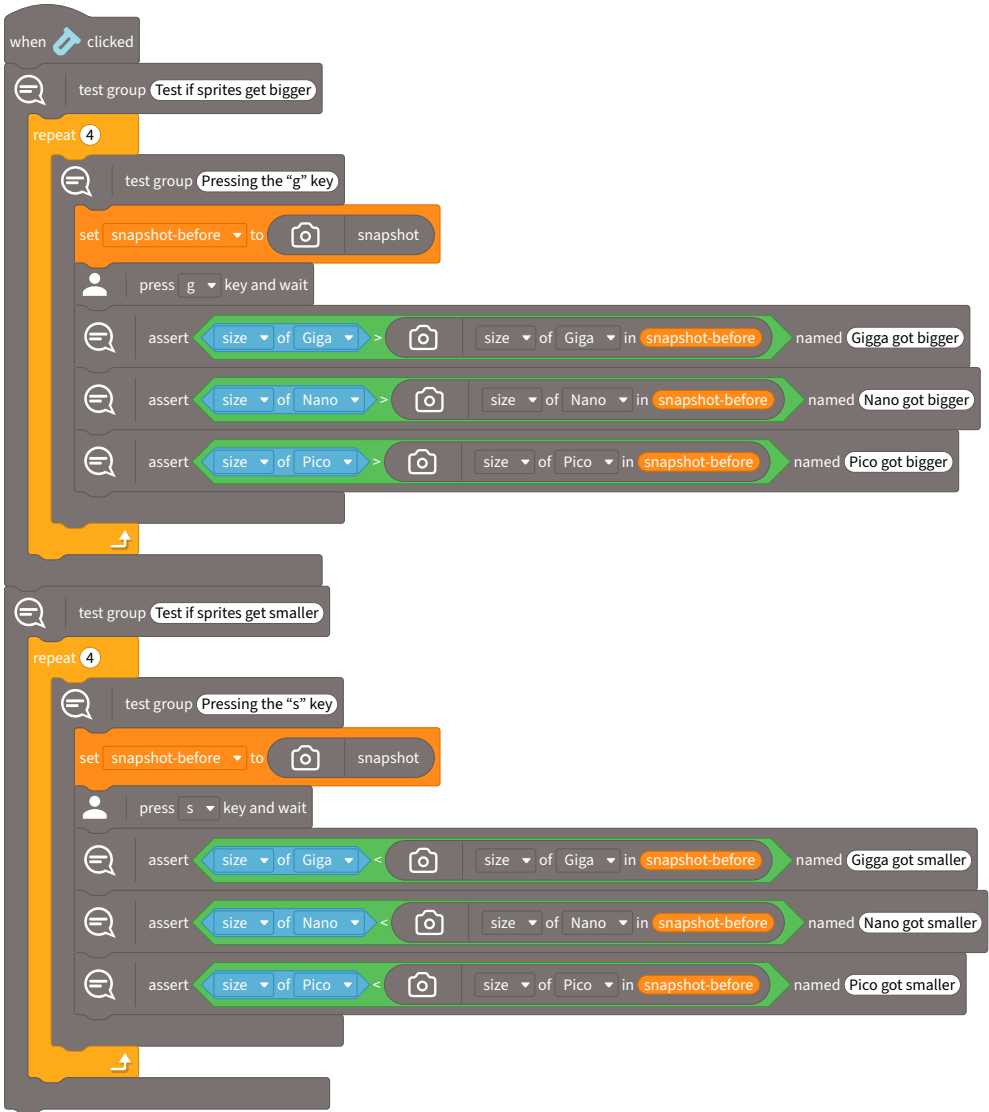 when clicked
test group Test if sprites get bigger
repeat 4
test group Pressing the “g” key
set snapshot-before to snapshot
press g key and wait
assert size of Giga > size of Giga in snapshot-before named Gigga got bigger
assert size of Nano > size of Nano in snapshot-before named Nano got bigger
assert size of Pico > size of Pico in snapshot-before named Pico got bigger
test group Test if sprites get smaller
repeat 4
test group Pressing the “s” key
set snapshot-before to snapshot
press s key and wait
assert size of Giga < size of Giga in snapshot-before named Gigga got smaller
assert size of Nano < size of Nano in snapshot-before named Nano got smaller
assert size of Pico < size of Pico in snapshot-before named Pico got smaller